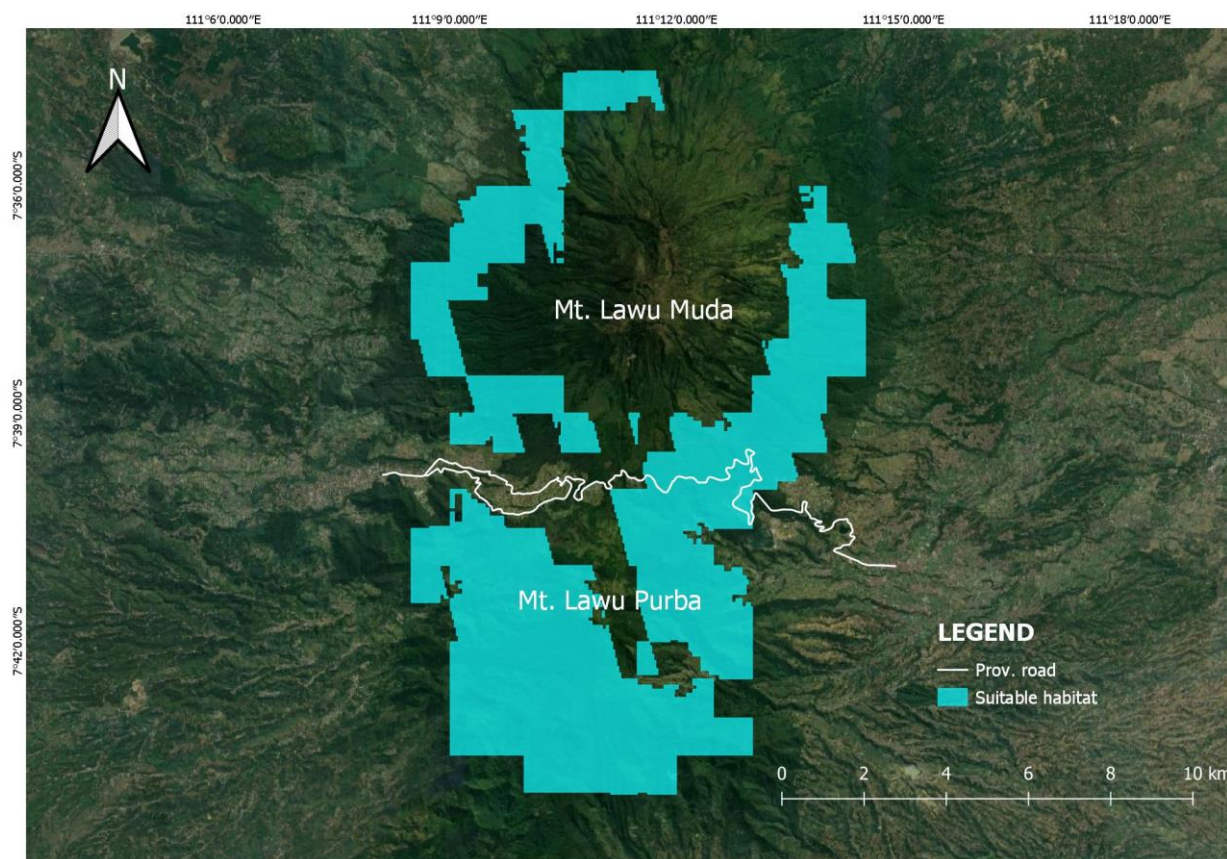 111°6'0.000"E 111°9'0.000"E 111°12'0.000"E 111°15'0.000"E 111°18'0.000"E
N
7°36'0.000"S
Mt. Lawu Muda
7°39'0.000"S
Mt. Lawu Purba
7°42'0.000"S
LEGEND
Prov. road
Suitable habitat
0 2 4 6 8 10 km